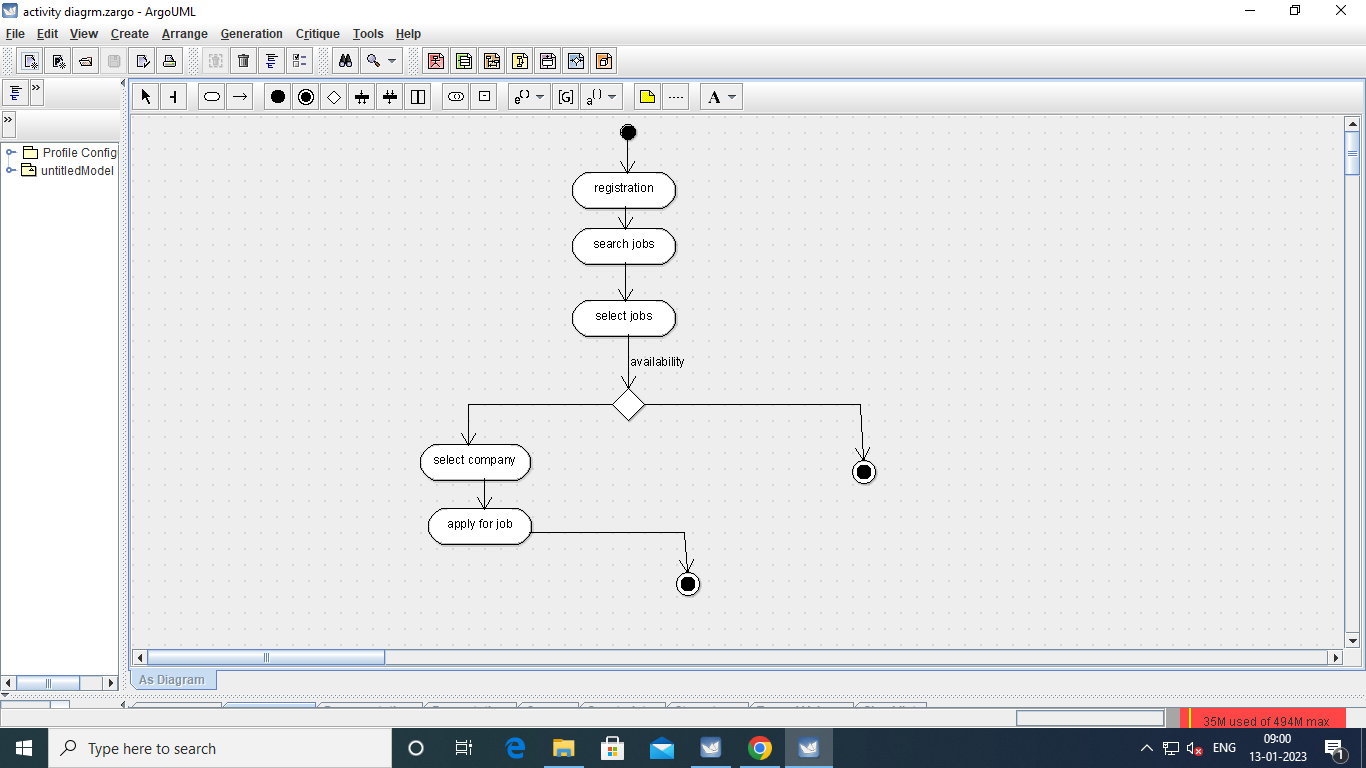 activity diagrm.zargo - ArgoUML
File Edit View Create Arrange Generation Critique Tools Help
e() [G] a() A
Profile Config
untitledModel
registration
search jobs
select jobs
availability
select company
apply for job
As Diagram
35M used of 494M max
Type here to search
ENG
09:00
13-01-2023
1